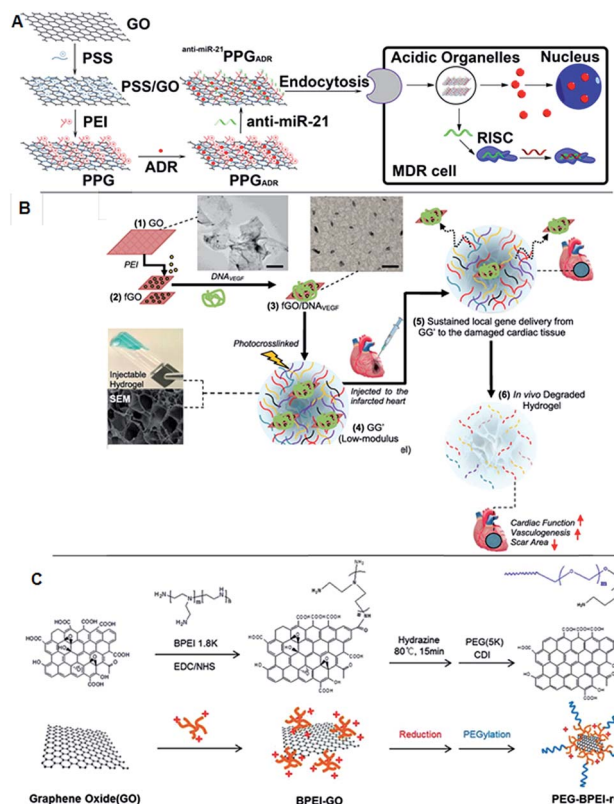 A
GO
PSS
PSS/GO
PEI
PPG
ADR
PPGADR
anti-miR-21
anti-miR-21PPGADR
Endocytosis
Acidic Organelles
Nucleus
RISC
MDR cell
B
(1) GO
PEI
(2) fGO
DNAVEGF
(3) fGO/DNAVEGF
Photocrosslinked
Injectable
Hydrogel
SEM
(4) GG'
(Low-modulus
el)
Injected to the
infarcted heart
(5) Sustained local gene delivery from
GG' to the damaged cardiac tissue
(6) In vivo Degraded
Hydrogel
Cardiac Function
Vasculogenesis
Scar Area
C
BPEI 1.8K
EDC/NHS
Hydrazine
80℃, 15min
PEG(5K)
CDI
Graphene Oxide(GO)
BPEI-GO
Reduction
PEGylation
PEG-BPEI-r